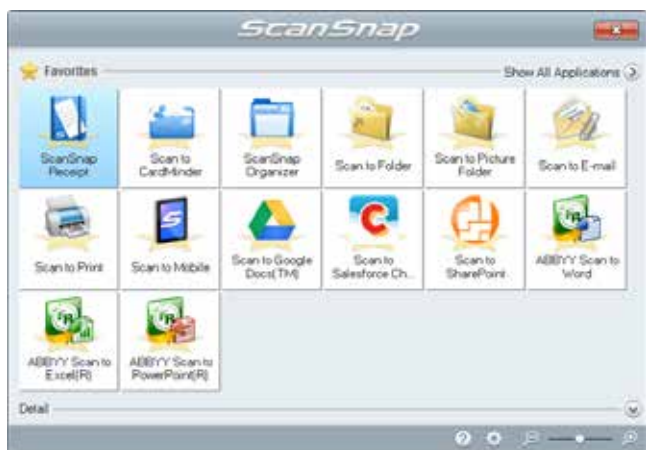 ScanSnap
Favorites
Show All Applications
ScanSnap
Receipt
Scan to
CardMinder
ScanSnap
Organizer
Scan to Folder
Scan to Picture
Folder
Scan to E-mail
Scan to Print
Scan to Mobile
Scan to Google
Docs(TM)
Scan to
Salesforce Ch...
Scan to
SharePoint
ABBYY Scan to
Word
ABBYY Scan to
Excel(R)
ABBYY Scan to
PowerPoint(R)
Detail